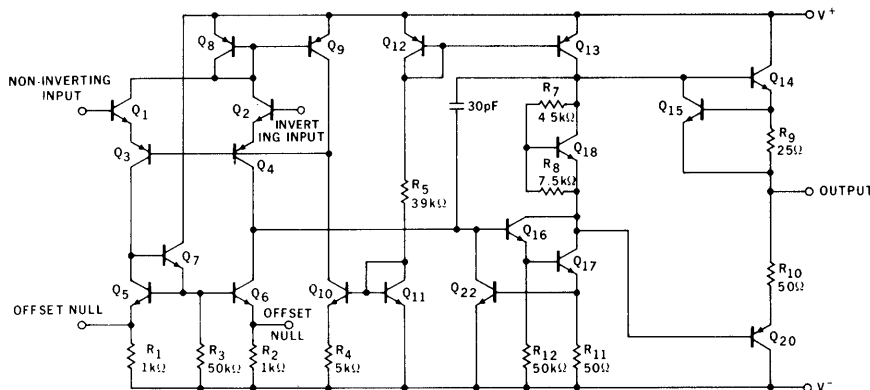 V+
Q8
Q9
Q12
Q13
Q14
NON-INVERTING
INPUT
Q1
Q2
INVERT
ING INPUT
30pF
R7
4.5kΩ
Q15
R9
25Ω
Q3
Q4
Q18
R8
7.5kΩ
R5
39kΩ
OUTPUT
Q7
Q16
Q17
R10
50Ω
Q5
Q6
Q10
Q11
Q22
OFFSET NULL
OFFSET
NULL
Q20
R1
1kΩ
R3
50kΩ
R2
1kΩ
R4
5kΩ
R12
50kΩ
R11
50Ω
V-